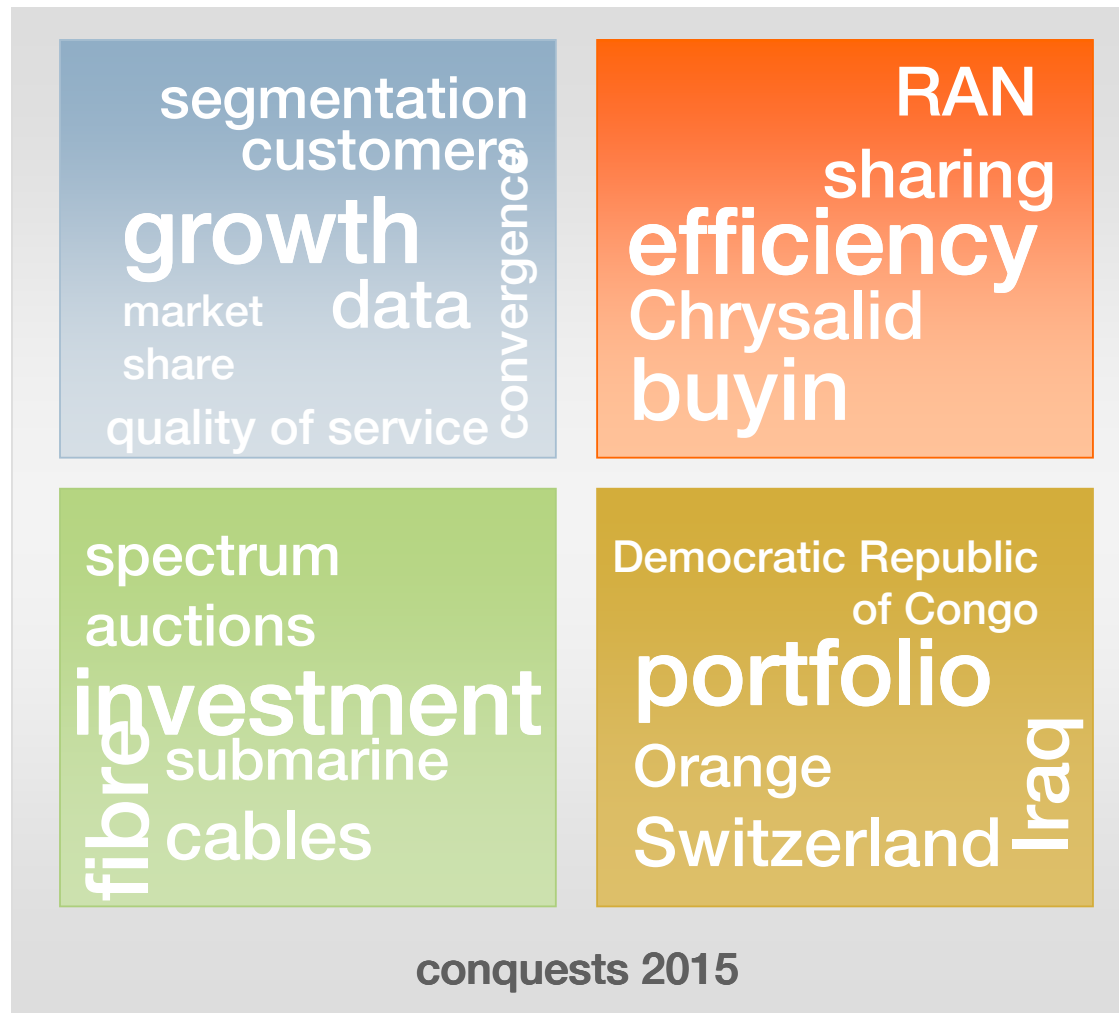 segmentation
customers
convergence
growth
data
market
share
quality of service
RAN
sharing
efficiency
Chrysalid
buyin
spectrum
auctions
investment
fibre
submarine
cables
Democratic Republic
of Congo
portfolio
Orange
Iraq
Switzerland
conquests 2015